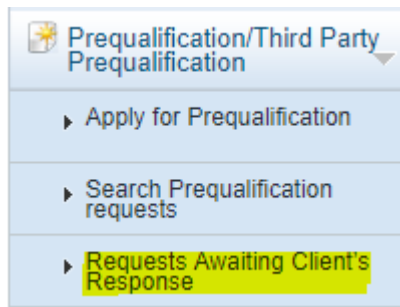 Prequalification/Third Party
Prequalification
Apply for Prequalification
Search Prequalification
requests
Requests Awaiting Client's
Response